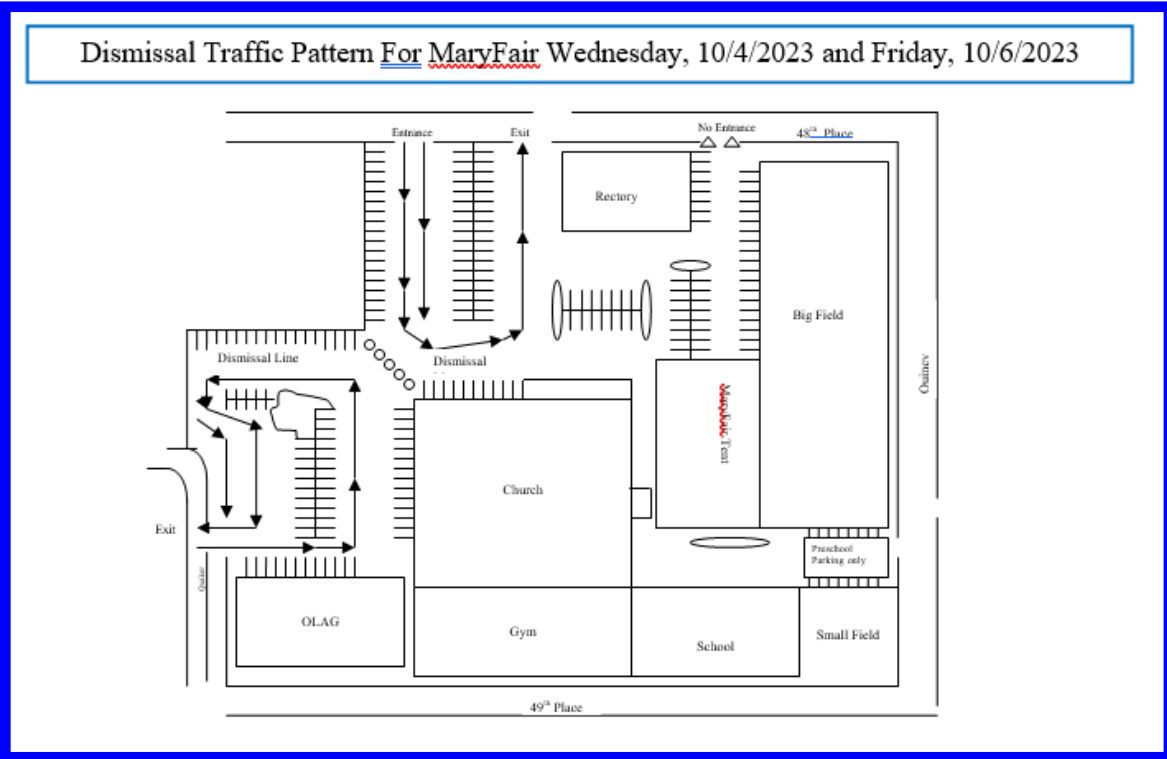 Dismissal Traffic Pattern For MaryFair Wednesday, 10/4/2023 and Friday, 10/6/2023
Entrance
Exit
No Entrance
48th Place
Rectory
Big Field
Quincy
Dismissal Line
Dismissal
MaryFair Tent
Church
Exit
Preschool
Parking only
Quaker
OLAG
Gym
School
Small Field
49th Place